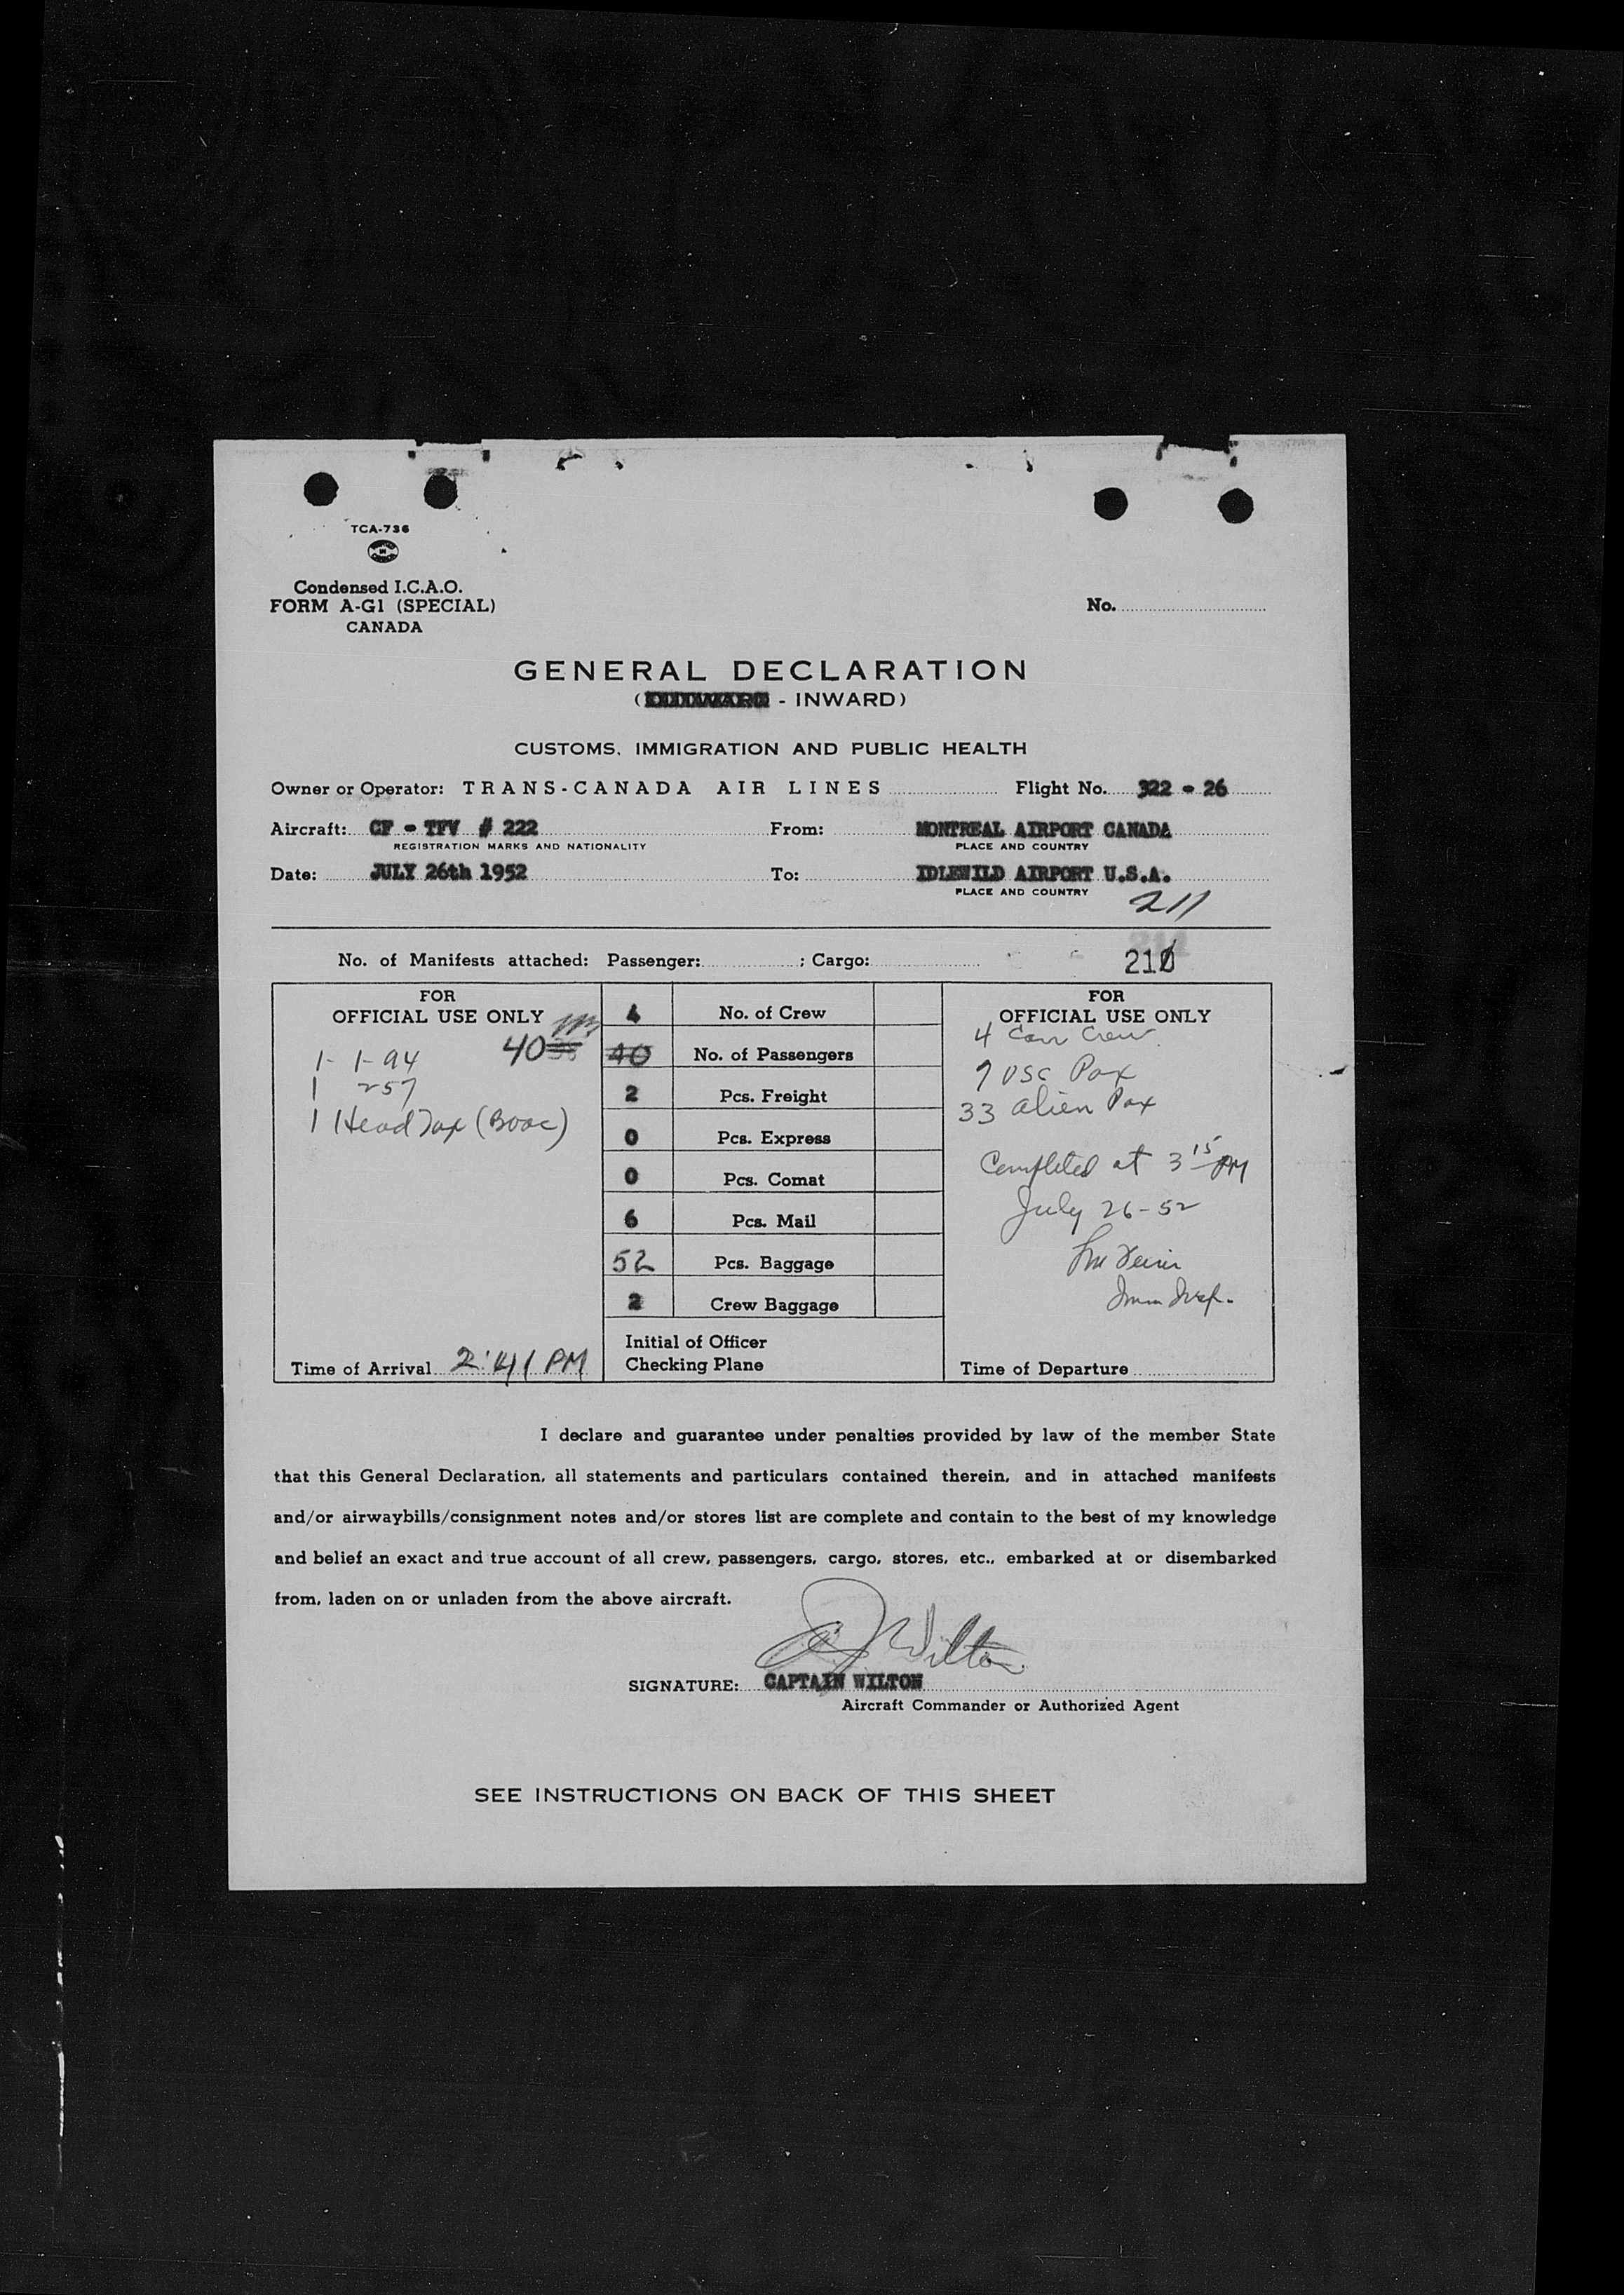 TCA-736
Condensed I.C.A.O.
FORM A-G1 (SPECIAL)
CANADA
No.
GENERAL DECLARATION
( - INWARD)
CUSTOMS, IMMIGRATION AND PUBLIC HEALTH
Owner or Operator: TRANS-CANADA AIR LINES Flight No. 322 - 26
Aircraft: CF - TFV # 222 From: MONTREAL AIRPORT CANADA
REGISTRATION MARKS AND NATIONALITY PLACE AND COUNTRY
Date: JULY 26th 1952 To: IDLEWILD AIRPORT U.S.A.
PLACE AND COUNTRY
211
No. of Manifests attached: Passenger: ; Cargo: 210
FOR
OFFICIAL USE ONLY
40
1- 1-94
1 257
1 Head Tax (Boac)
Time of Arrival 2:41 PM
4 No. of Crew
40 No. of Passengers
2 Pcs. Freight
0 Pcs. Express
0 Pcs. Comat
6 Pcs. Mail
52 Pcs. Baggage
2 Crew Baggage
Initial of Officer
Checking Plane
FOR
OFFICIAL USE ONLY
4 Can Crew
7 USC Pax
33 alien Pax
Completed at 3 15 PM
July 26-52
Imm Insp.
Time of Departure
I declare and guarantee under penalties provided by law of the member State
that this General Declaration, all statements and particulars contained therein, and in attached manifests
and/or airwaybills/consignment notes and/or stores list are complete and contain to the best of my knowledge
and belief an exact and true account of all crew, passengers, cargo, stores, etc., embarked at or disembarked
from, laden on or unladen from the above aircraft.
Wilton
SIGNATURE: CAPTAIN WILTON
Aircraft Commander or Authorized Agent
SEE INSTRUCTIONS ON BACK OF THIS SHEET